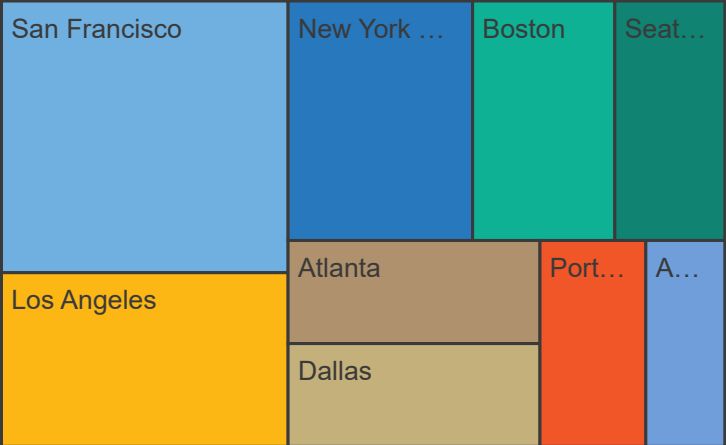 San Francisco
New York …
Boston
Seat…
Los Angeles
Atlanta
Port…
A…
Dallas